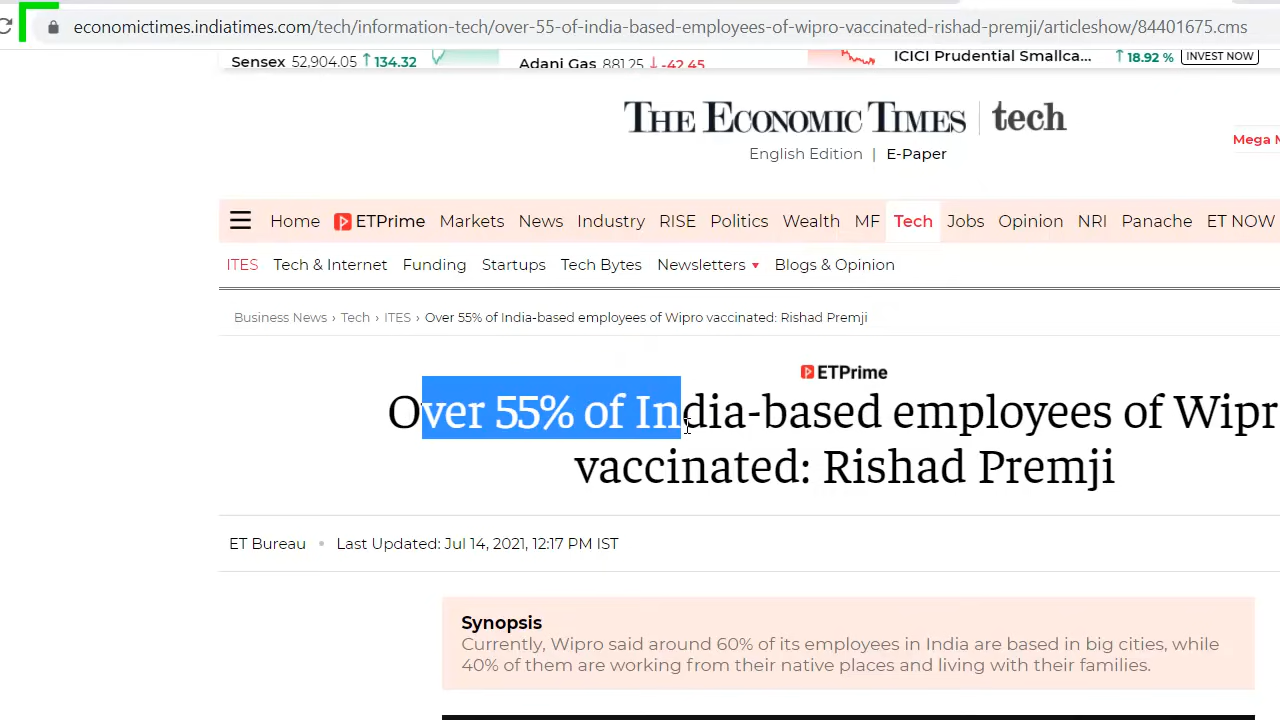 economictimes.indiatimes.com/tech/information-tech/over-55-of-india-based-employees-of-wipro-vaccinated-rishad-premji/articleshow/84401675.cms
Sensex 52,904.05 ↑134.32 Adani Gas 881.25 ↓-42.45 ICICI Prudential Smallca... ↑18.92 % INVEST NOW
THE ECONOMIC TIMES | tech
English Edition | E-Paper
Mega M
Home ETPrime Markets News Industry RISE Politics Wealth MF Tech Jobs Opinion NRI Panache ET NOW
ITES Tech & Internet Funding Startups Tech Bytes Newsletters Blogs & Opinion
Business News › Tech › ITES › Over 55% of India-based employees of Wipro vaccinated: Rishad Premji
ETPrime
Over 55% of India-based employees of Wipr
vaccinated: Rishad Premji
ET Bureau • Last Updated: Jul 14, 2021, 12:17 PM IST
Synopsis
Currently, Wipro said around 60% of its employees in India are based in big cities, while
40% of them are working from their native places and living with their families.